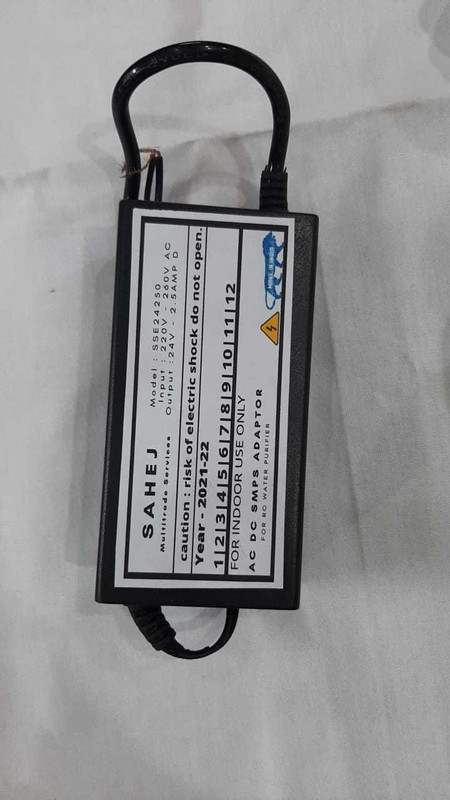 SAHEJ
Multitrade Services
Model : SSE24250
Input : 220V - 260V AC
Output : 24V - 2.5AMP D
caution : risk of electric shock do not open.
Year - 2021-22
1|2|3|4|5|6|7|8|9|10|11|12
FOR INDOOR USE ONLY
AC DC SMPS ADAPTOR
FOR RO WATER PURIFIER